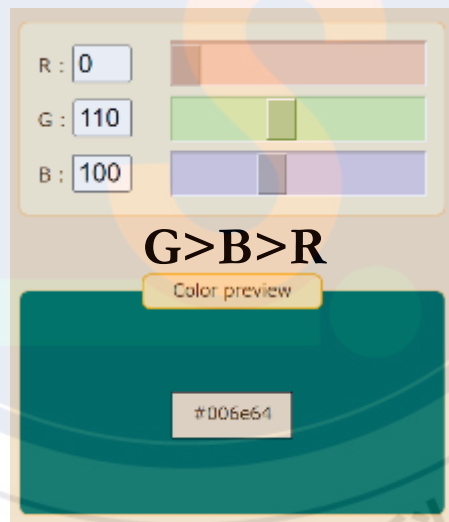 R : 0
G : 110
B : 100
G>B>R
Color preview
#006e64